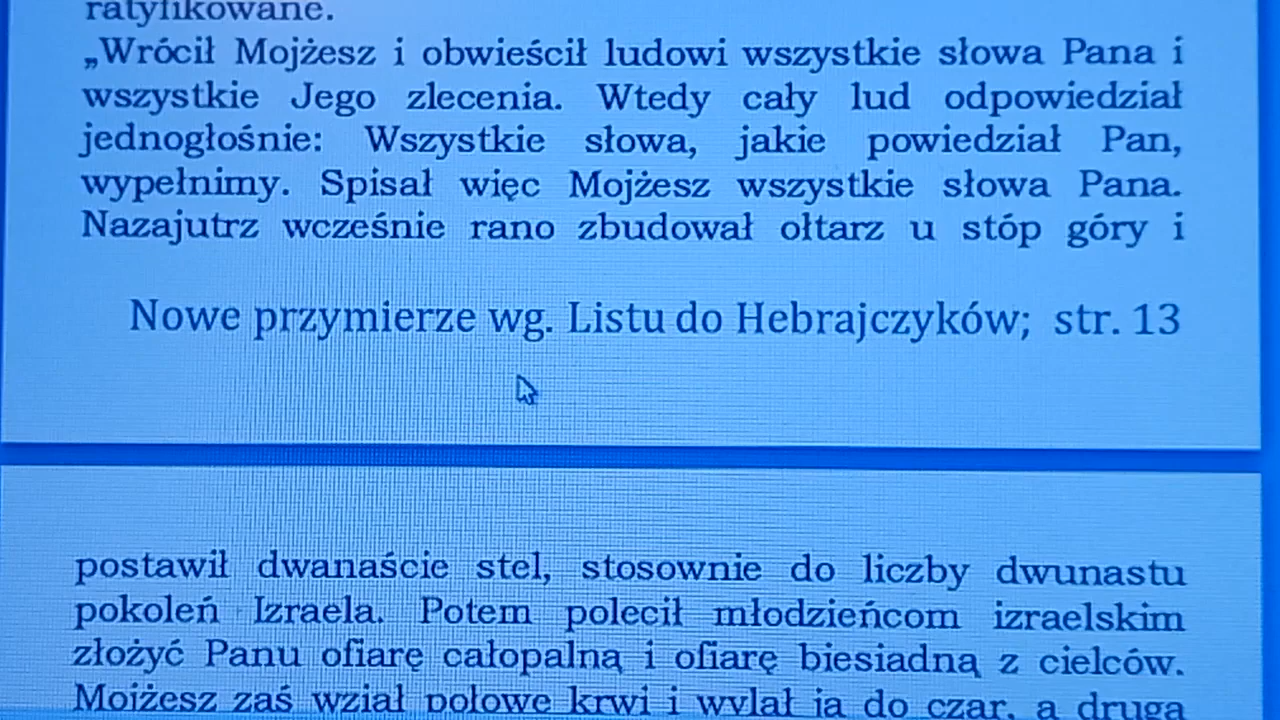 ratyfikowane.
„Wrócił Mojżesz i obwieścił ludowi wszystkie słowa Pana i
wszystkie Jego zlecenia. Wtedy cały lud odpowiedział
jednogłośnie: Wszystkie słowa, jakie powiedział Pan,
wypełnimy. Spisał więc Mojżesz wszystkie słowa Pana.
Nazajutrz wcześnie rano zbudował ołtarz u stóp góry i
Nowe przymierze wg. Listu do Hebrajczyków; str. 13
postawił dwanaście stel, stosownie do liczby dwunastu
pokoleń Izraela. Potem polecił młodzieńcom izraelskim
złożyć Panu ofiarę całopalną i ofiarę biesiadną z cielców.
Mojżesz zaś wziął połowę krwi i wylał ją do czar, a drugą